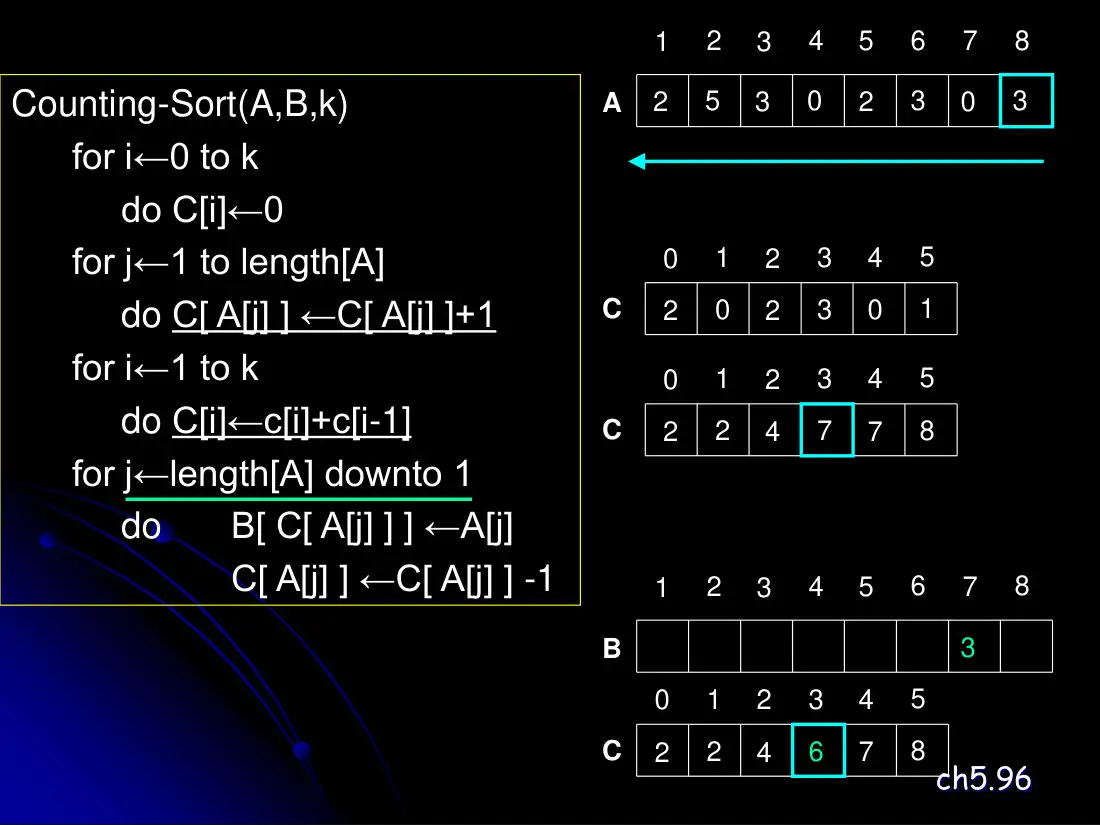 Counting-Sort(A,B,k)
for i←0 to k
do C[i]←0
for j←1 to length[A]
do C[ A[j] ] ←C[ A[j] ]+1
for i←1 to k
do C[i]←c[i]+c[i-1]
for j←length[A] downto 1
do B[ C[ A[j] ] ] ←A[j]
C[ A[j] ] ←C[ A[j] ] -1
1 2 3 4 5 6 7 8
A 2 5 3 0 2 3 0 3
0 1 2 3 4 5
C 2 0 2 3 0 1
0 1 2 3 4 5
C 2 2 4 7 7 8
1 2 3 4 5 6 7 8
B 3
0 1 2 3 4 5
C 2 2 4 6 7 8
ch5.96